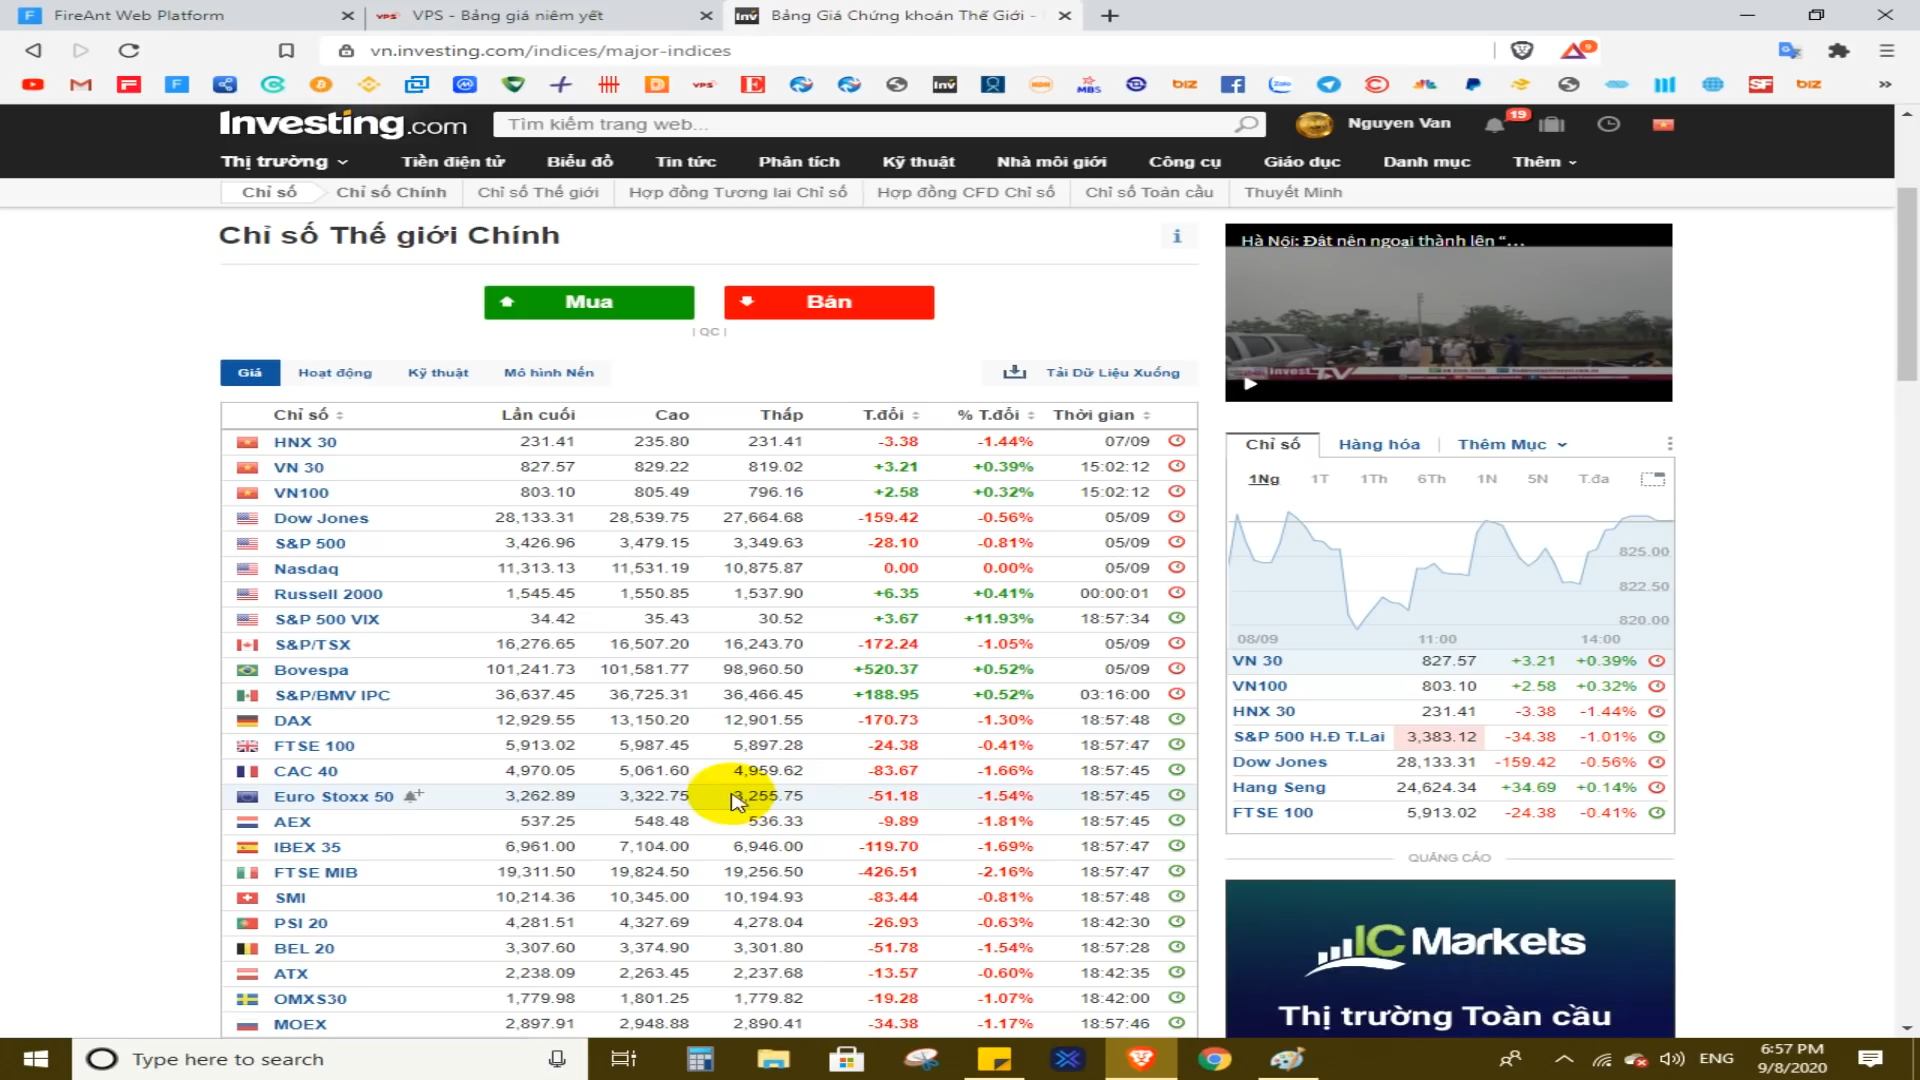 FireAnt Web Platform
VPS - Bảng giá niêm yết
Bảng Giá Chứng khoán Thế Giới -
vn.investing.com/indices/major-indices
Investing.com
Tìm kiếm trang web...
Nguyen Van
19
Thị trường
Tiền điện tử
Biểu đồ
Tin tức
Phân tích
Kỹ thuật
Nhà môi giới
Công cụ
Giáo dục
Danh mục
Thêm
Chỉ số
Chỉ số Chính
Chỉ số Thế giới
Hợp đồng Tương lai Chỉ số
Hợp đồng CFD Chỉ số
Chỉ số Toàn cầu
Thuyết Minh
Chỉ số Thế giới Chính
Mua
Bán
| QC |
Giá
Hoạt động
Kỹ thuật
Mô hình Nến
Tải Dữ Liệu Xuống
Chỉ số Lần cuối Cao Thấp T.đổi % T.đổi Thời gian
HNX 30 231.41 235.80 231.41 -3.38 -1.44% 07/09
VN 30 827.57 829.22 819.02 +3.21 +0.39% 15:02:12
VN100 803.10 805.49 796.16 +2.58 +0.32% 15:02:12
Dow Jones 28,133.31 28,539.75 27,664.68 -159.42 -0.56% 05/09
S&P 500 3,426.96 3,479.15 3,349.63 -28.10 -0.81% 05/09
Nasdaq 11,313.13 11,531.19 10,875.87 0.00 0.00% 05/09
Russell 2000 1,545.45 1,550.85 1,537.90 +6.35 +0.41% 00:00:01
S&P 500 VIX 34.42 35.43 30.52 +3.67 +11.93% 18:57:34
S&P/TSX 16,276.65 16,507.20 16,243.70 -172.24 -1.05% 05/09
Bovespa 101,241.73 101,581.77 98,960.50 +520.37 +0.52% 05/09
S&P/BMV IPC 36,637.45 36,725.31 36,466.45 +188.95 +0.52% 03:16:00
DAX 12,929.55 13,150.20 12,901.55 -170.73 -1.30% 18:57:48
FTSE 100 5,913.02 5,987.45 5,897.28 -24.38 -0.41% 18:57:47
CAC 40 4,970.05 5,061.60 4,959.62 -83.67 -1.66% 18:57:45
Euro Stoxx 50 3,262.89 3,322.75 3,255.75 -51.18 -1.54% 18:57:45
AEX 537.25 548.48 536.33 -9.89 -1.81% 18:57:45
IBEX 35 6,961.00 7,104.00 6,946.00 -119.70 -1.69% 18:57:47
FTSE MIB 19,311.50 19,824.50 19,256.50 -426.51 -2.16% 18:57:47
SMI 10,214.36 10,345.00 10,194.93 -83.44 -0.81% 18:57:48
PSI 20 4,281.51 4,327.69 4,278.04 -26.93 -0.63% 18:42:30
BEL 20 3,307.60 3,374.90 3,301.80 -51.78 -1.54% 18:57:28
ATX 2,238.09 2,263.45 2,237.68 -13.57 -0.60% 18:42:35
OMXS30 1,779.98 1,801.25 1,779.82 -19.28 -1.07% 18:42:00
MOEX 2,897.91 2,948.88 2,890.41 -34.38 -1.17% 18:57:46
Hà Nội: Đất nền ngoại thành lên “...
Chỉ số
Hàng hóa
Thêm Mục
1Ng 1T 1Th 6Th 1N 5N T.đa
825.00
822.50
820.00
08/09 11:00 14:00
VN 30 827.57 +3.21 +0.39%
VN100 803.10 +2.58 +0.32%
HNX 30 231.41 -3.38 -1.44%
S&P 500 H.Đ T.Lai 3,383.12 -34.38 -1.01%
Dow Jones 28,133.31 -159.42 -0.56%
Hang Seng 24,624.34 +34.69 +0.14%
FTSE 100 5,913.02 -24.38 -0.41%
QUẢNG CÁO
IC Markets
Thị trường Toàn cầu
Type here to search
ENG
6:57 PM
9/8/2020